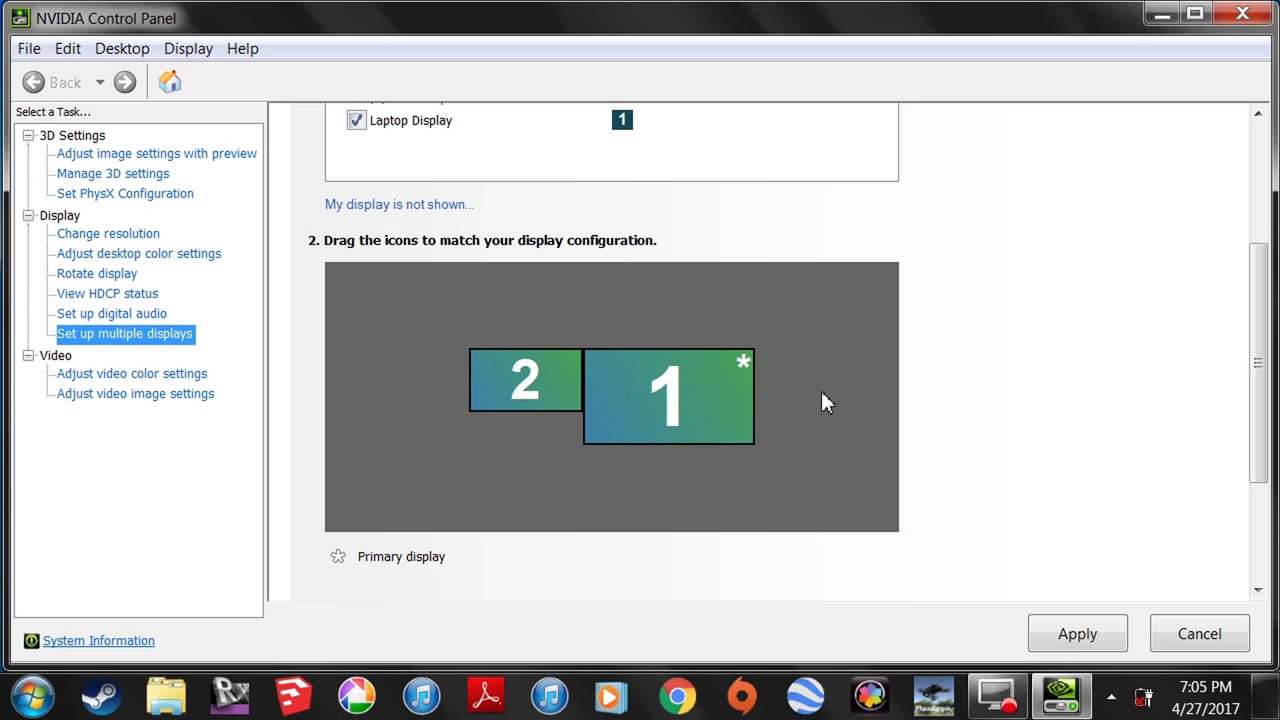 NVIDIA Control Panel
File Edit Desktop Display Help
Back
Select a Task...
3D Settings
Adjust image settings with preview
Manage 3D settings
Set PhysX Configuration
Display
Change resolution
Adjust desktop color settings
Rotate display
View HDCP status
Set up digital audio
Set up multiple displays
Video
Adjust video color settings
Adjust video image settings
System Information
Laptop Display 1
My display is not shown...
2. Drag the icons to match your display configuration.
2 1 *
Primary display
Apply Cancel
Rx
7:05 PM
4/27/2017